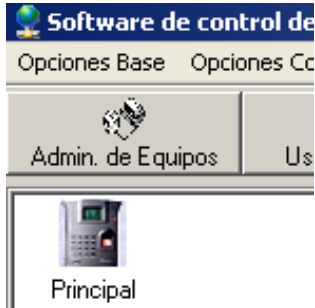 Software de control de
Opciones Base Opciones Co
Admin. de Equipos Us
Principal